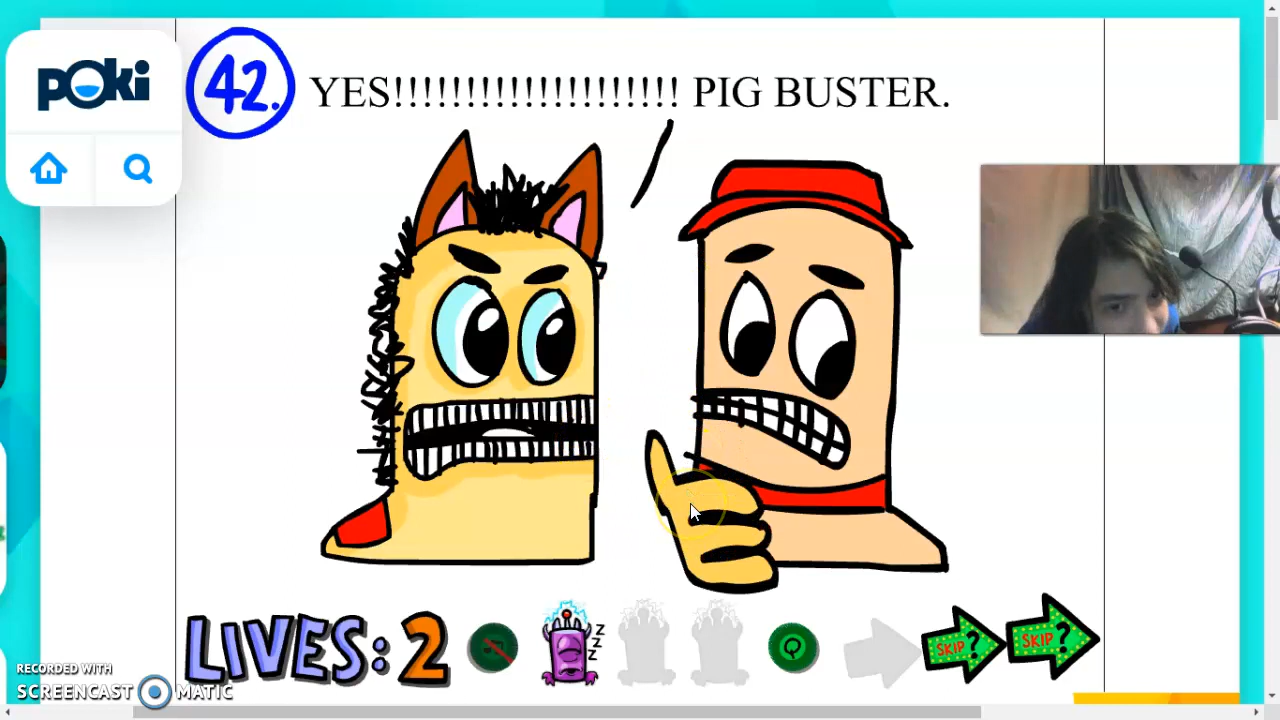 poki
42. YES!!!!!!!!!!!!!!!!!!!! PIG BUSTER.
LIVES: 2
z
z
z
SKIP?
SKIP?
RECORDED WITH
SCREENCAST MATIC